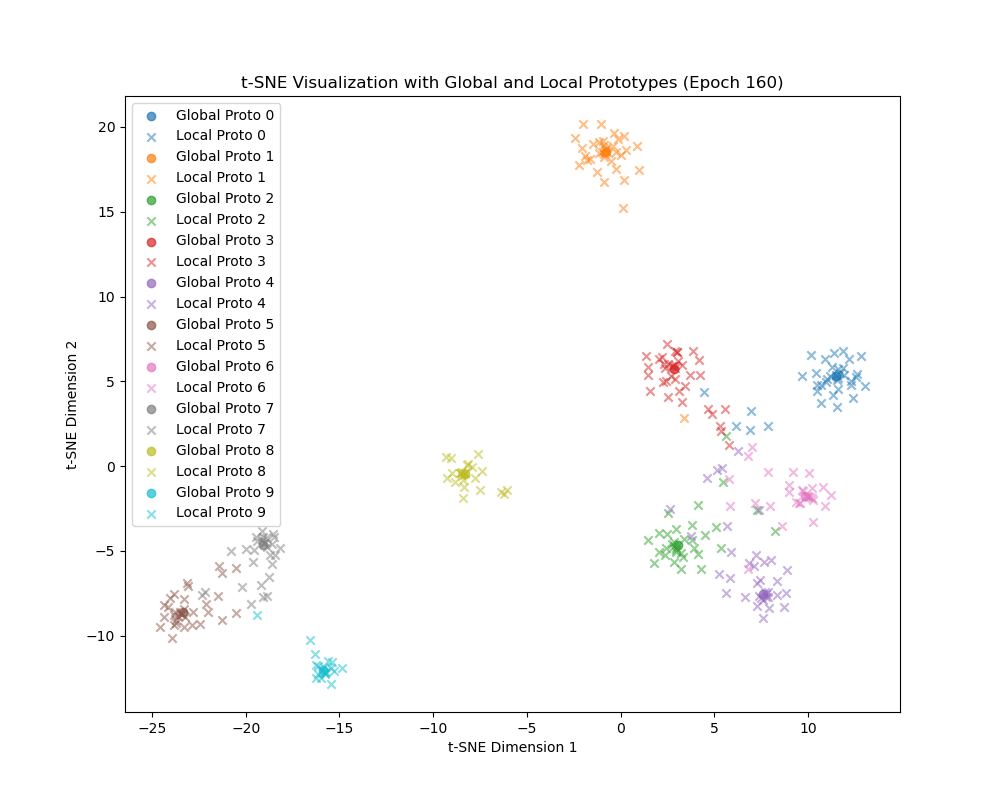 t-SNE Visualization with Global and Local Prototypes (Epoch 160)
Global Proto 0
Local Proto 0
Global Proto 1
Local Proto 1
Global Proto 2
Local Proto 2
Global Proto 3
Local Proto 3
Global Proto 4
Local Proto 4
Global Proto 5
Local Proto 5
Global Proto 6
Local Proto 6
Global Proto 7
Local Proto 7
Global Proto 8
Local Proto 8
Global Proto 9
Local Proto 9
20
15
10
5
0
−5
−10
t-SNE Dimension 2
−25 −20 −15 −10 −5 0 5 10
t-SNE Dimension 1